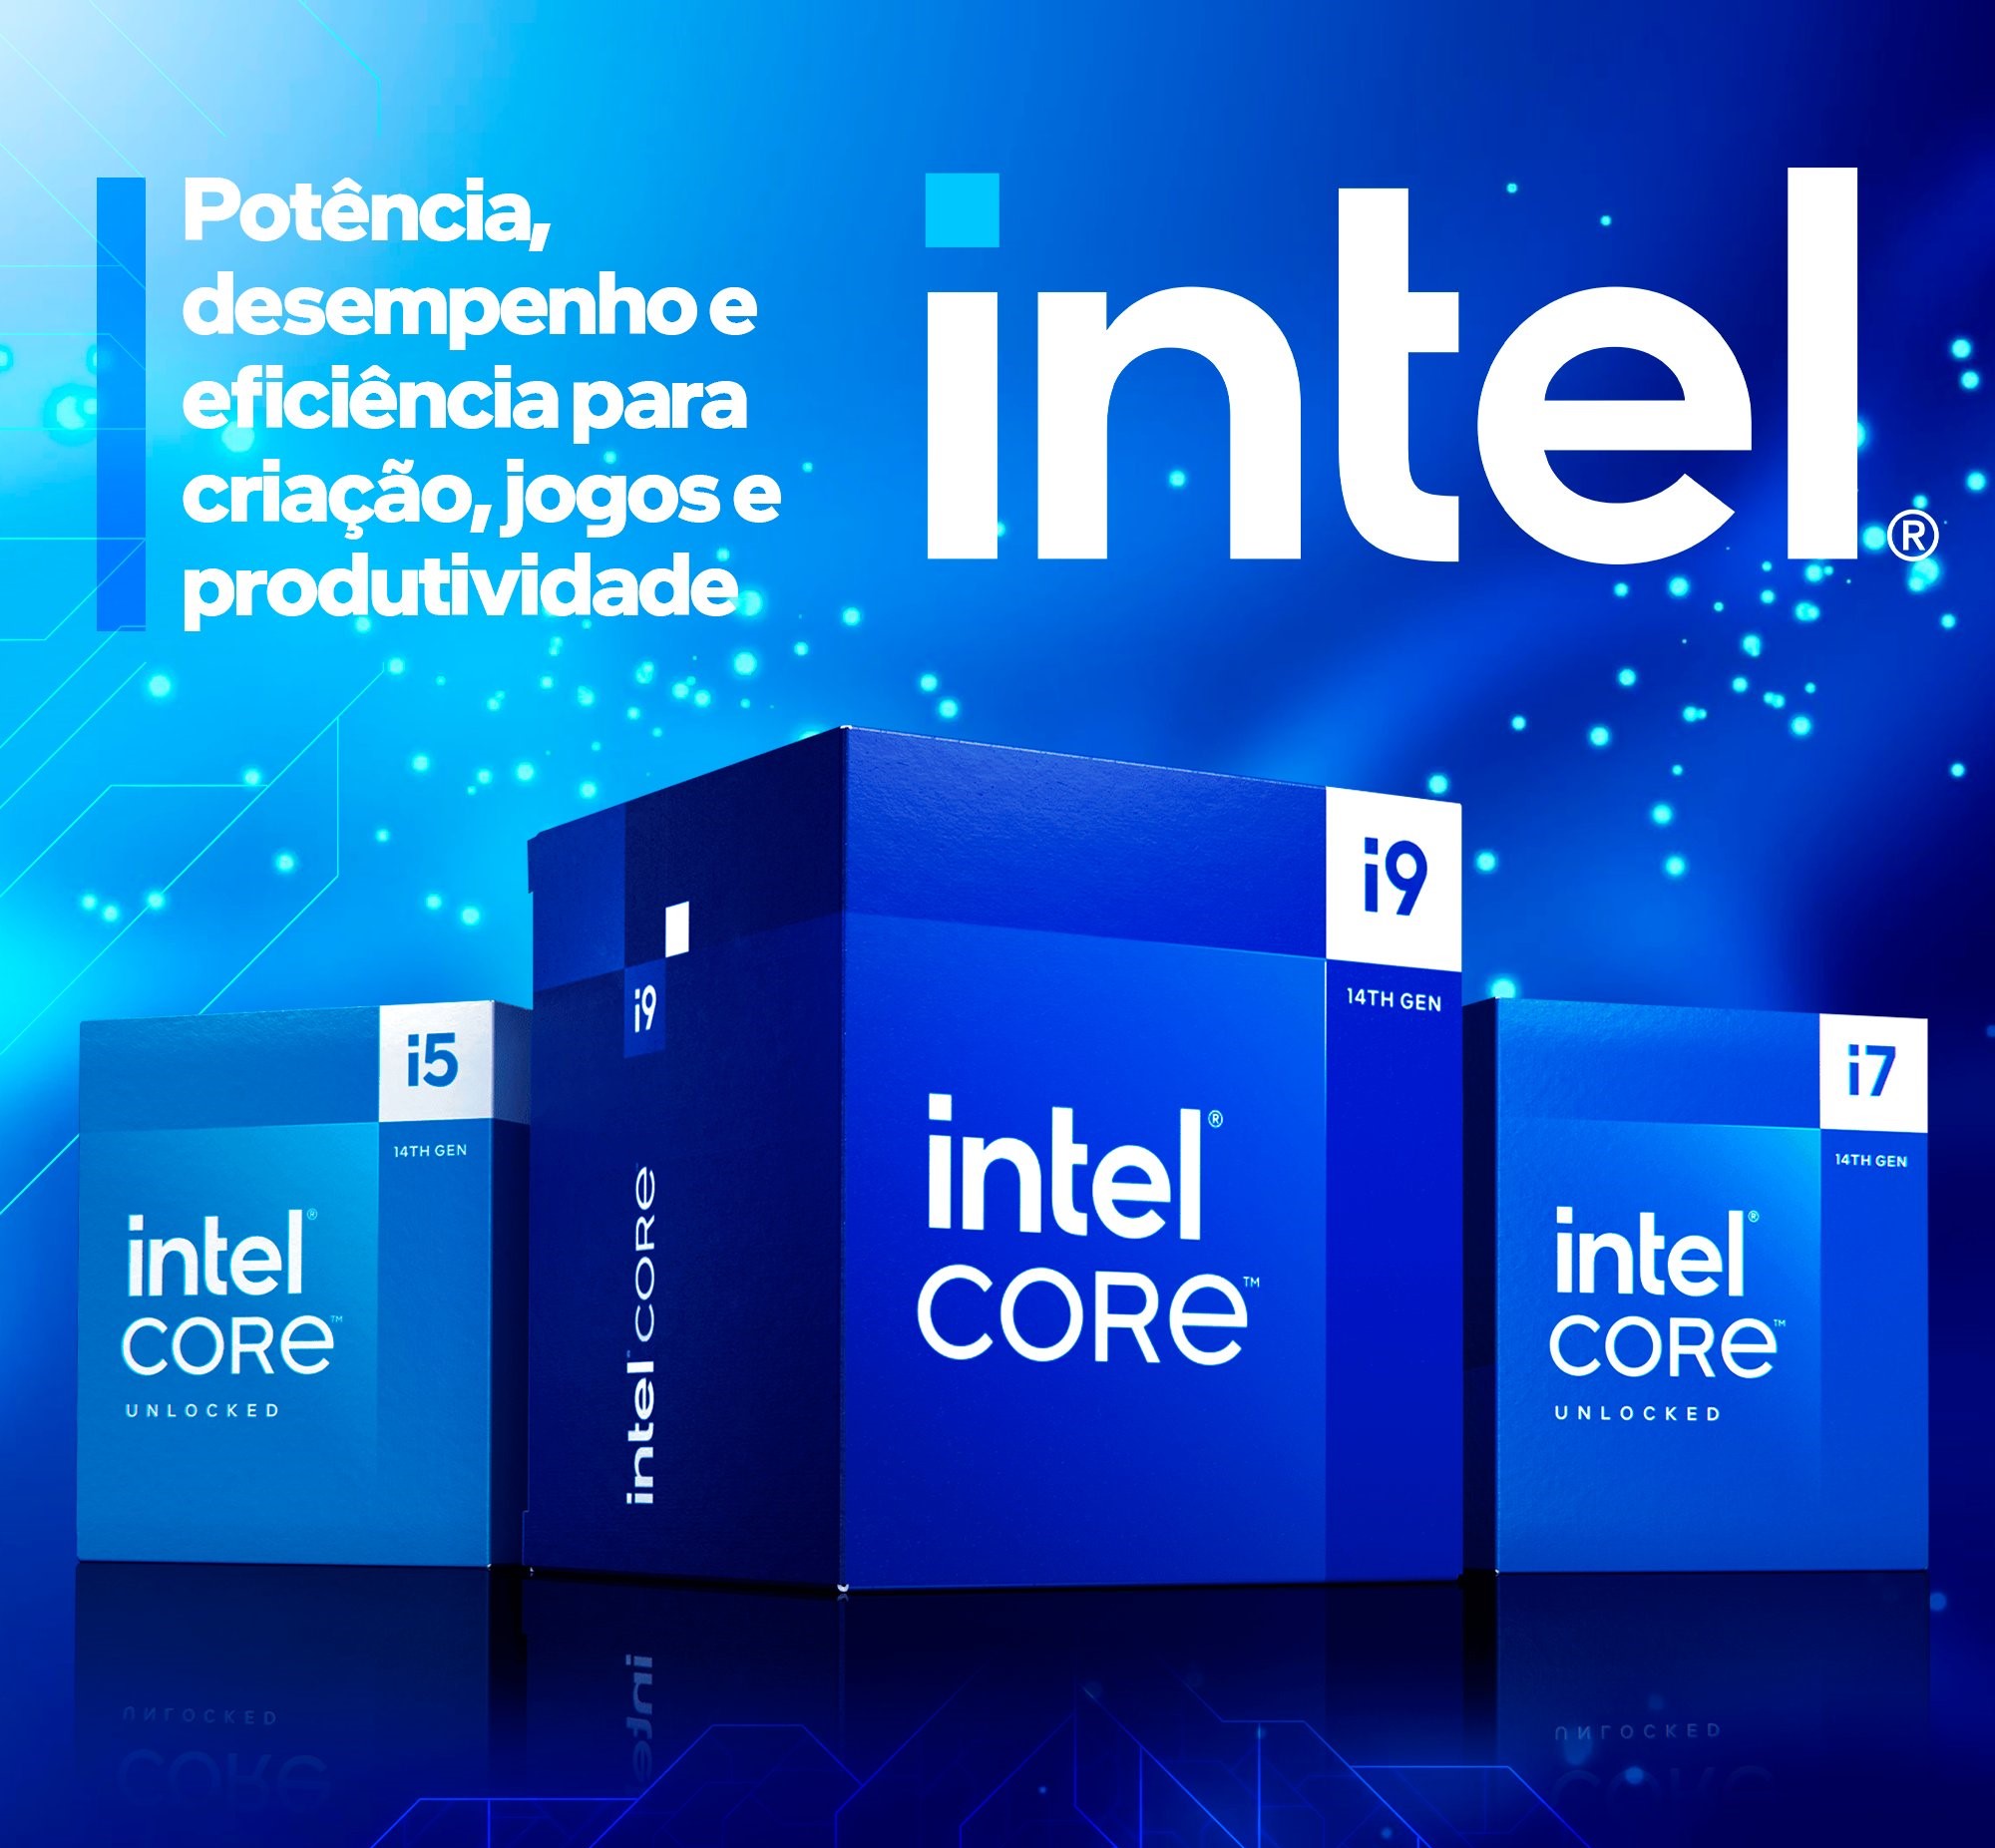 Potência,
desempenho e
eficiência para
criação, jogos e
produtividade
intel®
i5
14TH GEN
intel®
CORE™
UNLOCKED
i9
intel CORE
i9
14TH GEN
intel®
CORE™
i7
14TH GEN
intel®
CORE™
UNLOCKED